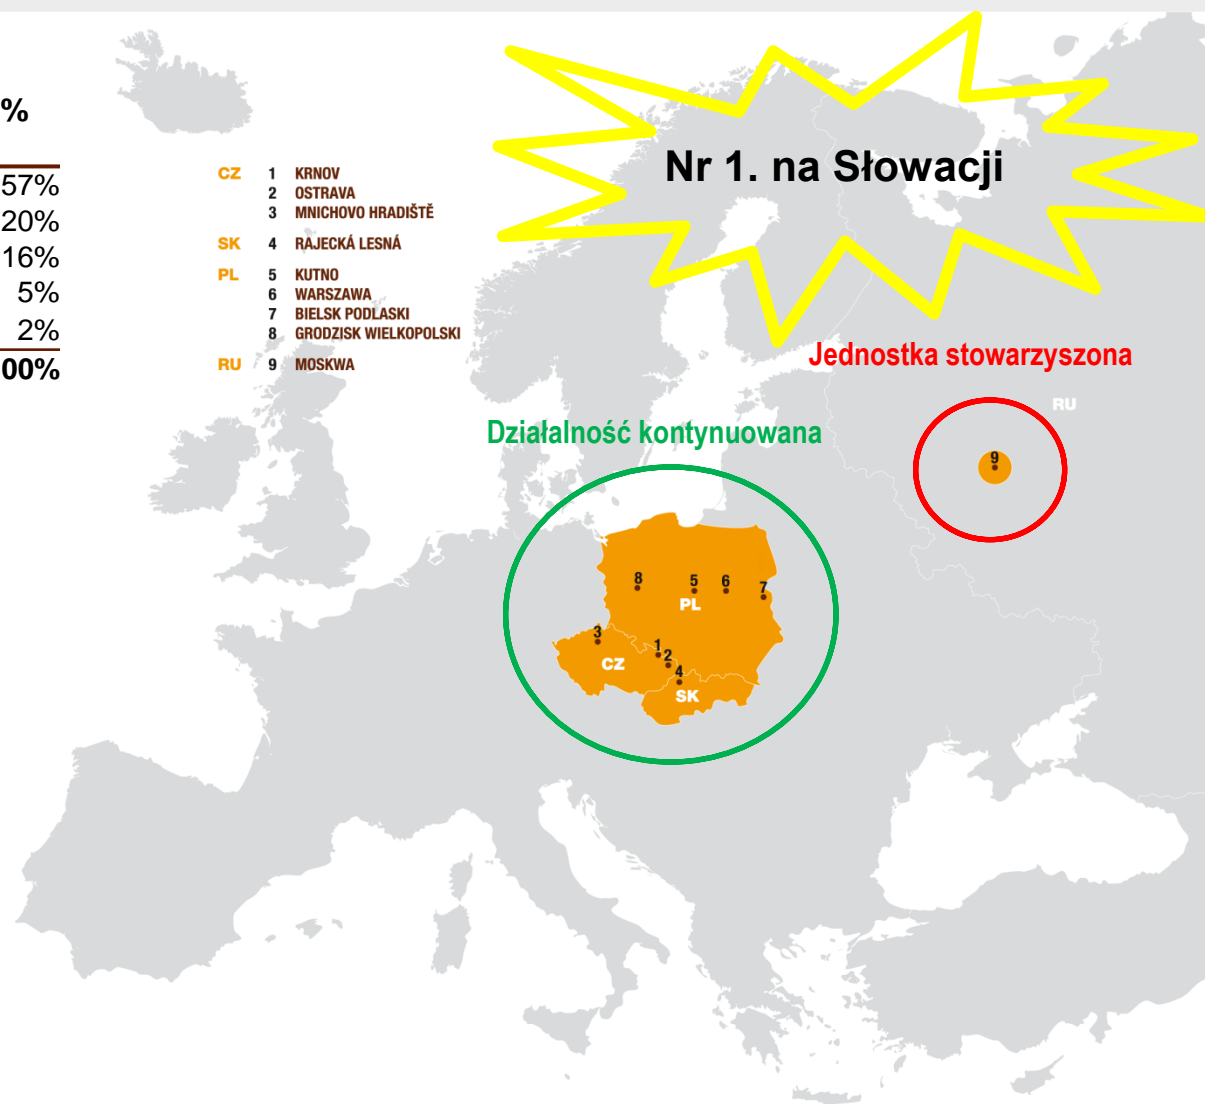 %
57%
20%
16%
5%
2%
00%
CZ 1 KRNOV
2 OSTRAVA
3 MNICHOVO HRADIŠTĚ
SK 4 RAJECKÁ LESNÁ
PL 5 KUTNO
6 WARSZAWA
7 BIELSK PODLASKI
8 GRODZISK WIELKOPOLSKI
RU 9 MOSKWA
Nr 1. na Słowacji
Jednostka stowarzyszona
RU
9
Działalność kontynuowana
8 5 6 7
PL
3 1
2
CZ
4
SK